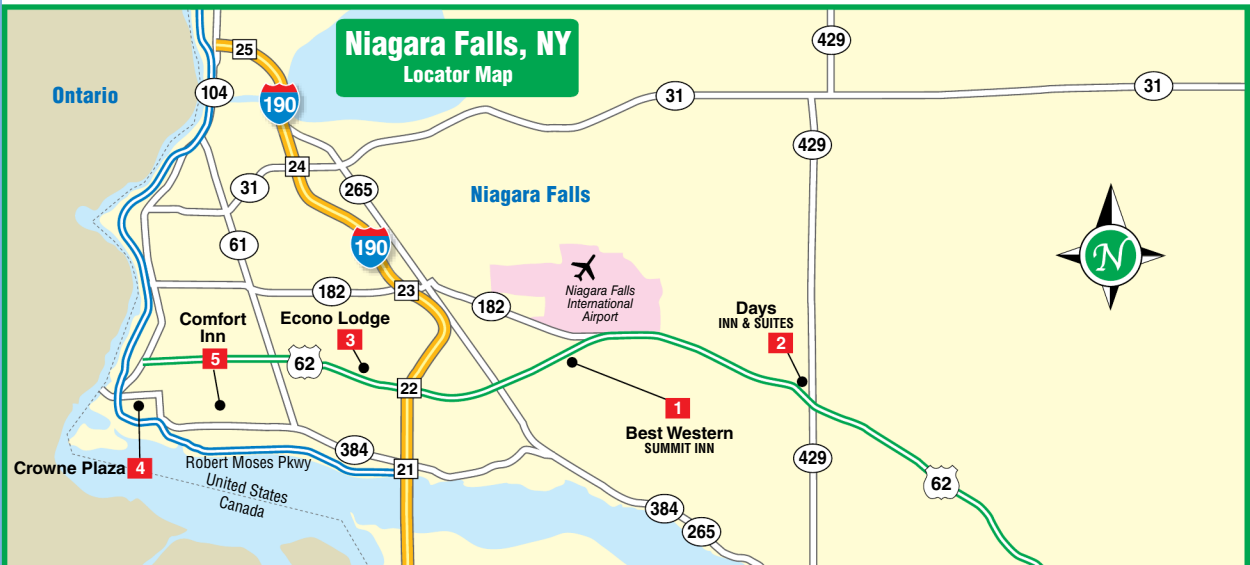 Niagara Falls, NY
Locator Map
Ontario
25
104
190
429
31
31
429
24
31
265
Niagara Falls
61
190
N
182
23
182
Niagara Falls
International
Airport
Comfort
Inn
5
Econo Lodge
3
62
Days
INN & SUITES
2
22
1
Best Western
SUMMIT INN
Crowne Plaza 4
384
Robert Moses Pkwy
21
United States
Canada
429
62
384
265